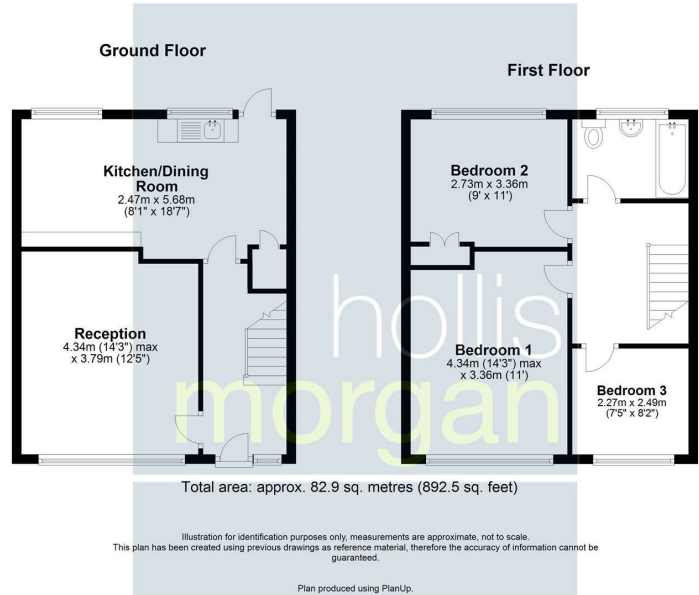 Ground Floor
First Floor
Kitchen/Dining
Room
2.47m x 5.68m
(8'1" x 18'7")
Bedroom 2
2.73m x 3.36m
(9' x 11')
Reception
4.34m (14'3") max
x 3.79m (12'5")
Bedroom 1
4.34m (14'3") max
x 3.36m (11')
Bedroom 3
2.27m x 2.49m
(7'5" x 8'2")
hollis
morgan
Total area: approx. 82.9 sq. metres (892.5 sq. feet)
Illustration for identification purposes only, measurements are approximate, not to scale.
This plan has been created using previous drawings as reference material, therefore the accuracy of information cannot be
guaranteed.
Plan produced using PlanUp.